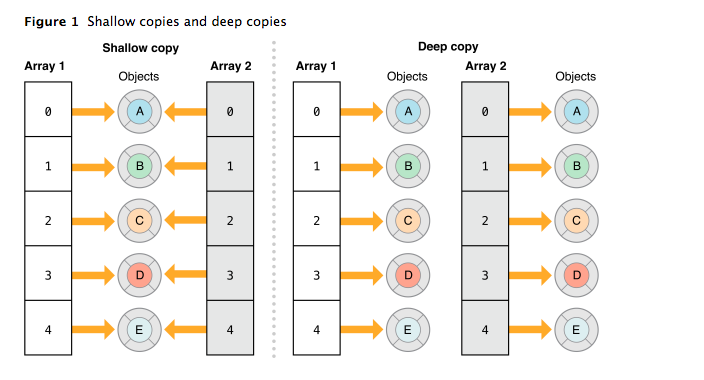 Figure 1 Shallow copies and deep copies
Shallow copy
Array 1
Objects
Array 2
0 A 0
1 B 1
2 C 2
3 D 3
4 E 4
Deep copy
Array 1
Objects
Array 2
Objects
0 A 0 A
1 B 1 B
2 C 2 C
3 D 3 D
4 E 4 E